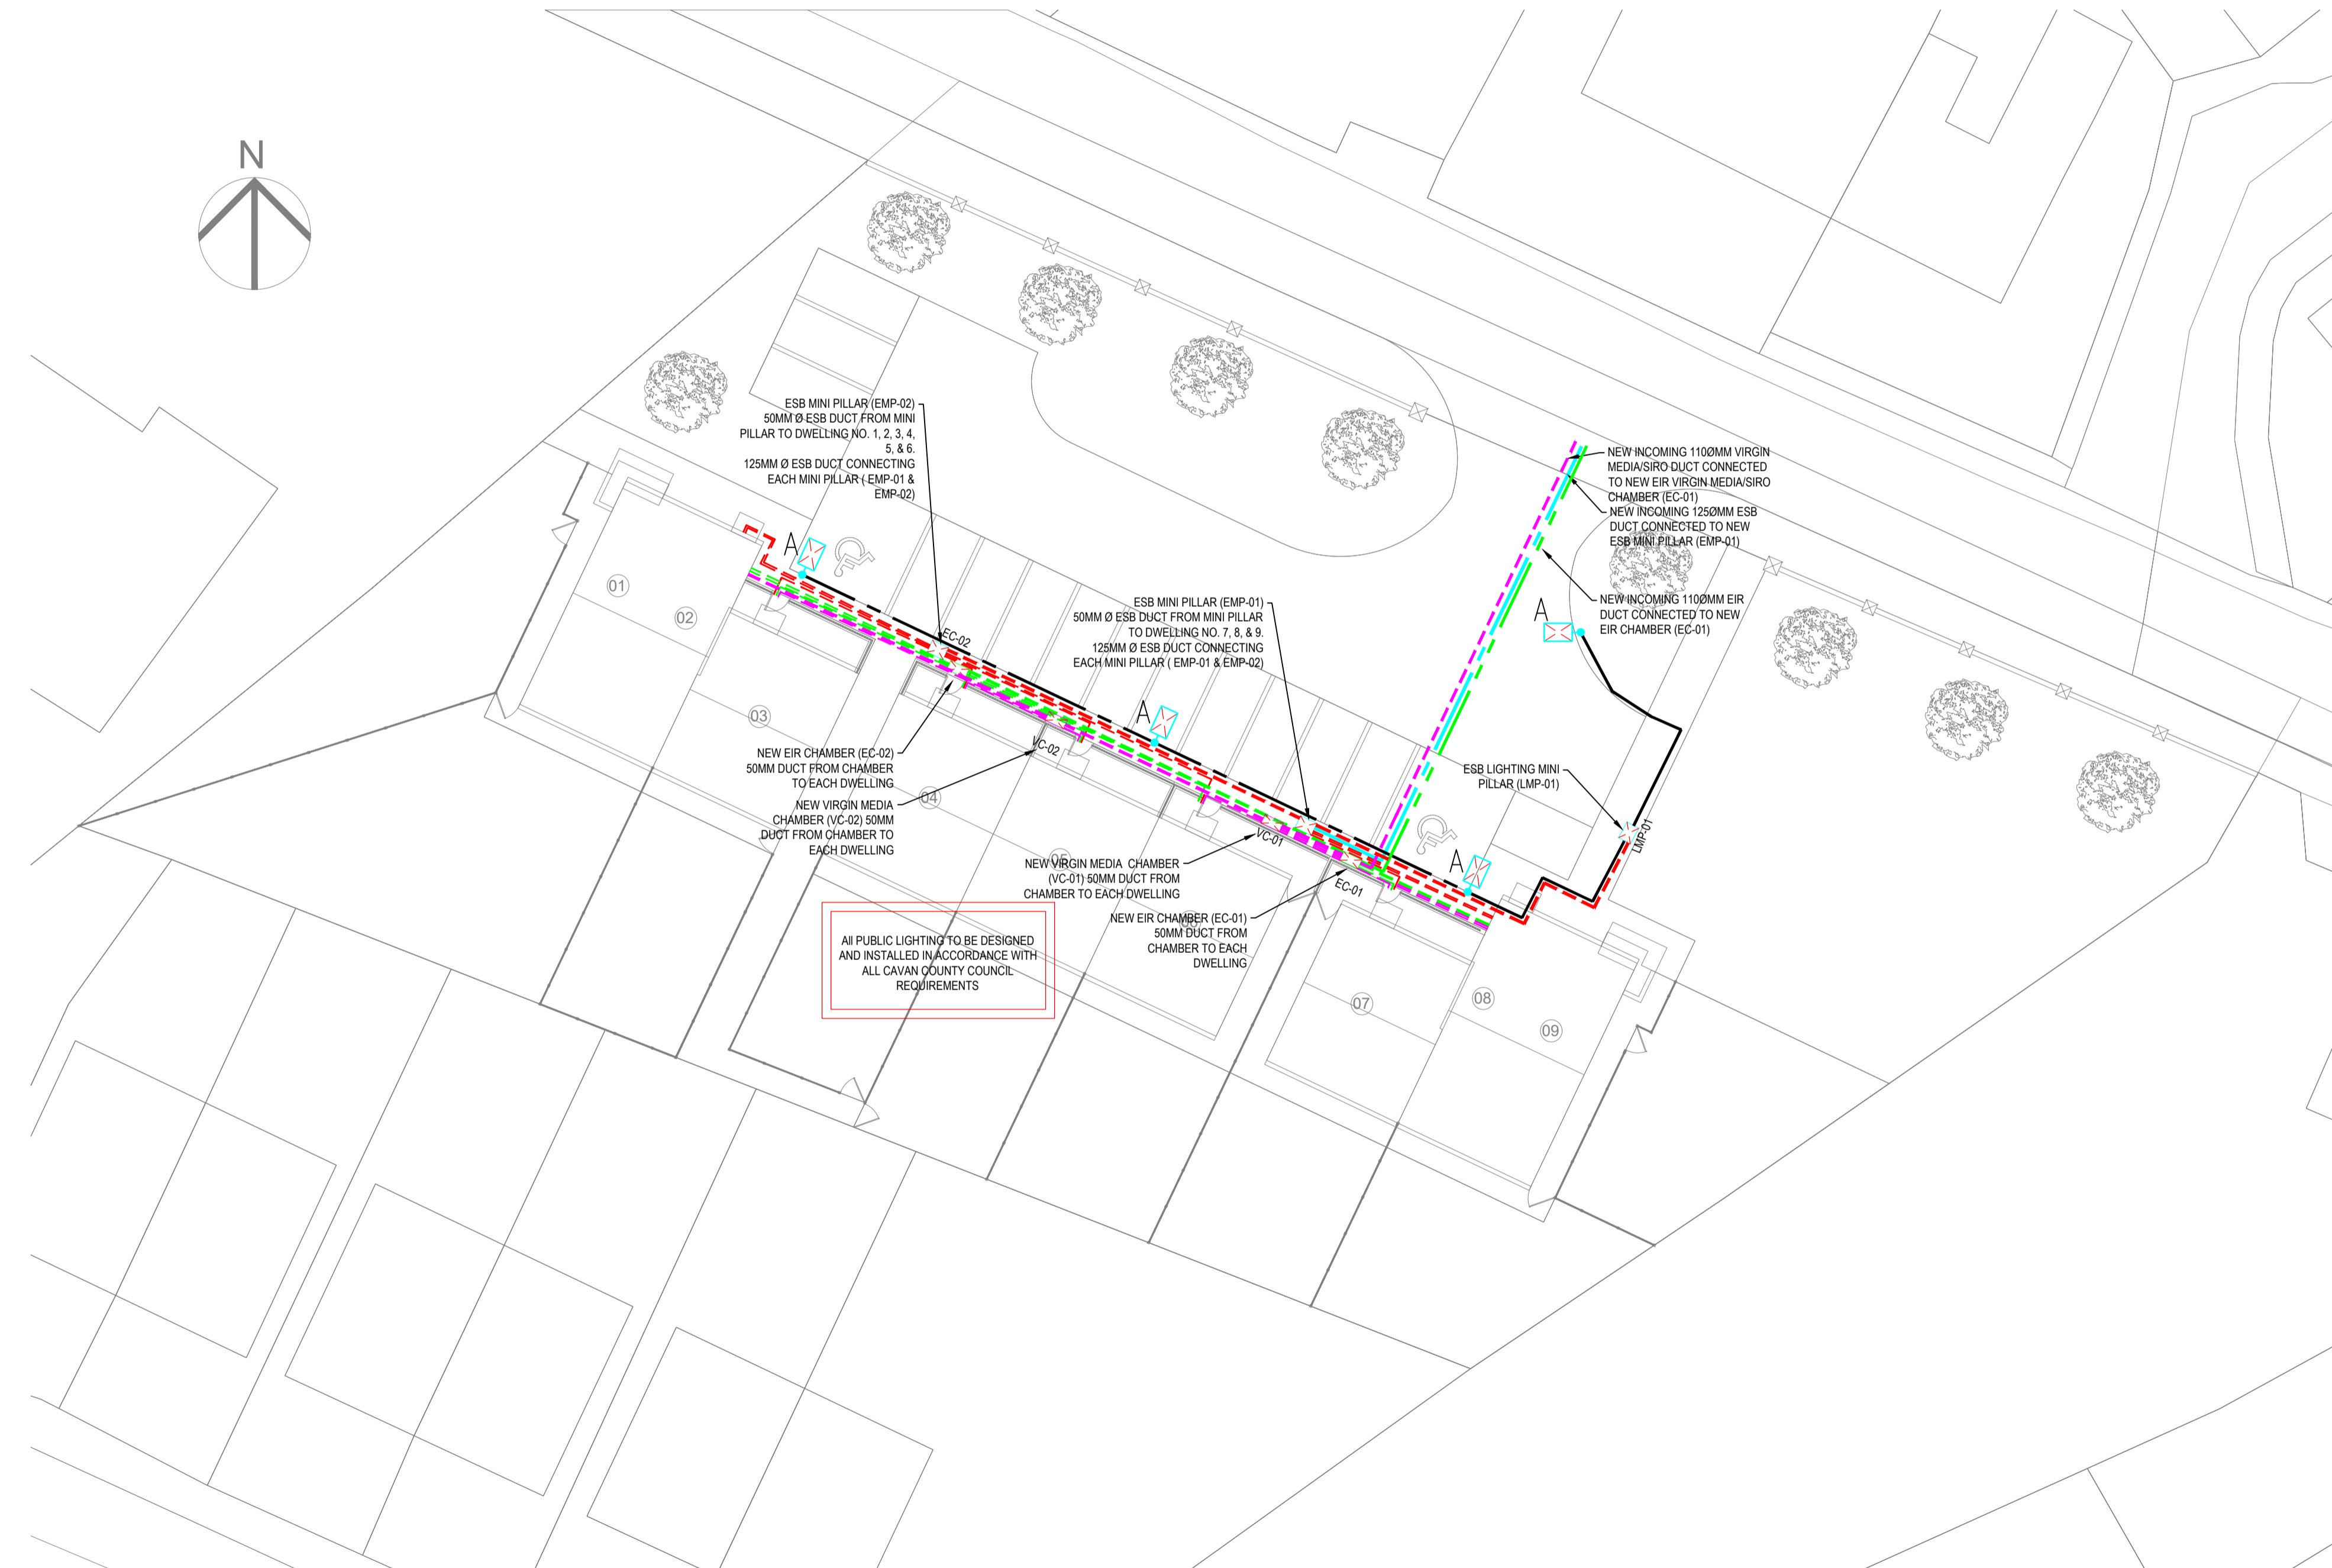 N
ESB MINI PILLAR (EMP-02)
50MM Ø ESB DUCT FROM MINI
PILLAR TO DWELLING NO. 1, 2, 3, 4,
5, & 6.
125MM Ø ESB DUCT CONNECTING
EACH MINI PILLAR ( EMP-01 &
EMP-02)
NEW INCOMING 110ØMM VIRGIN
MEDIA/SIRO DUCT CONNECTED
TO NEW EIR VIRGIN MEDIA/SIRO
CHAMBER (EC-01)
NEW INCOMING 125ØMM ESB
DUCT CONNECTED TO NEW
ESB MINI PILLAR (EMP-01)
NEW INCOMING 110ØMM EIR
DUCT CONNECTED TO NEW
EIR CHAMBER (EC-01)
A
A
01
02
ESB MINI PILLAR (EMP-01)
50MM Ø ESB DUCT FROM MINI PILLAR
TO DWELLING NO. 7, 8, & 9.
125MM Ø ESB DUCT CONNECTING
EACH MINI PILLAR ( EMP-01 & EMP-02)
EC-02
03
A
VC-02
NEW EIR CHAMBER (EC-02)
50MM DUCT FROM CHAMBER
TO EACH DWELLING
NEW VIRGIN MEDIA
CHAMBER (VC-02) 50MM
DUCT FROM CHAMBER TO
EACH DWELLING
04
ESB LIGHTING MINI
PILLAR (LMP-01)
LMP-01
VC-01
05
A
EC-01
NEW VIRGIN MEDIA CHAMBER
(VC-01) 50MM DUCT FROM
CHAMBER TO EACH DWELLING
06
NEW EIR CHAMBER (EC-01)
50MM DUCT FROM
CHAMBER TO EACH
DWELLING
All PUBLIC LIGHTING TO BE DESIGNED
AND INSTALLED IN ACCORDANCE WITH
ALL CAVAN COUNTY COUNCIL
REQUIREMENTS
07
08
09